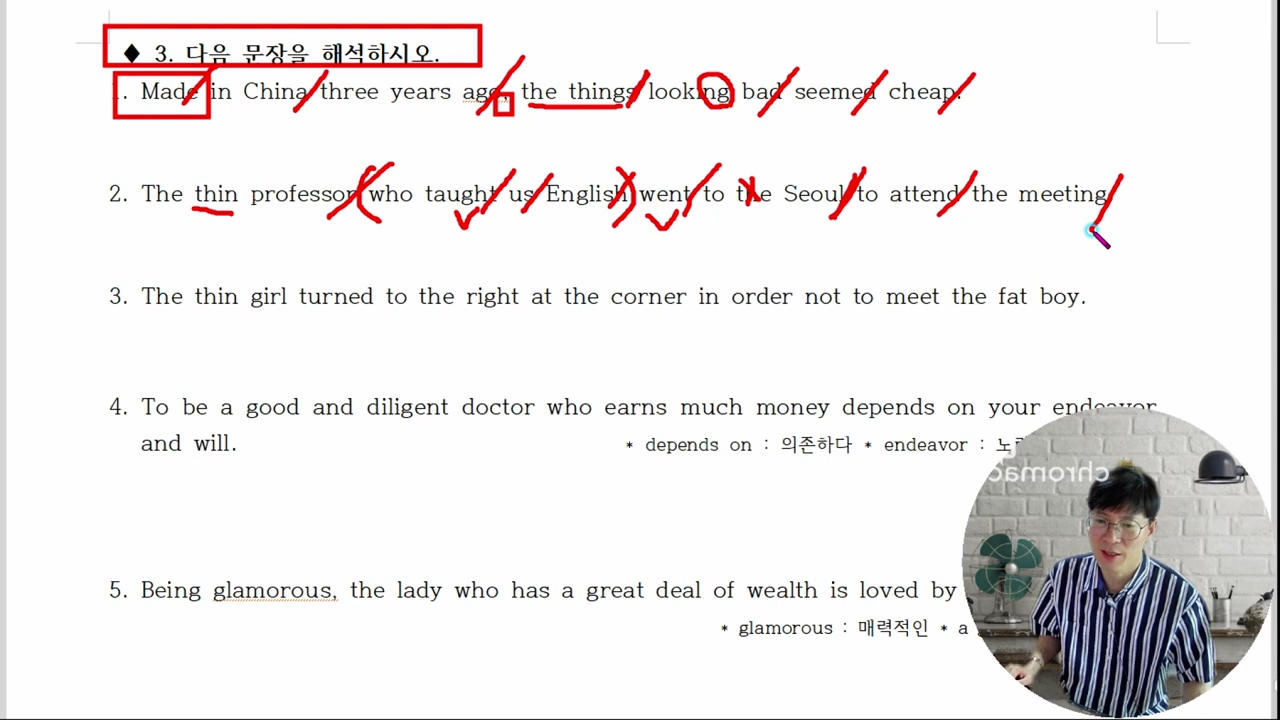 ◆ 3. 다음 문장을 해석하시오.
1. Made in China three years ago, the things looking bad seemed cheap.
2. The thin professor who taught us English went to the Seoul to attend the meeting
3. The thin girl turned to the right at the corner in order not to meet the fat boy.
4. To be a good and diligent doctor who earns much money depends on your endeavor
and will. * depends on : 의존하다 * endeavor :
5. Being glamorous, the lady who has a great deal of wealth is loved by
* glamorous : 매력적인 * a